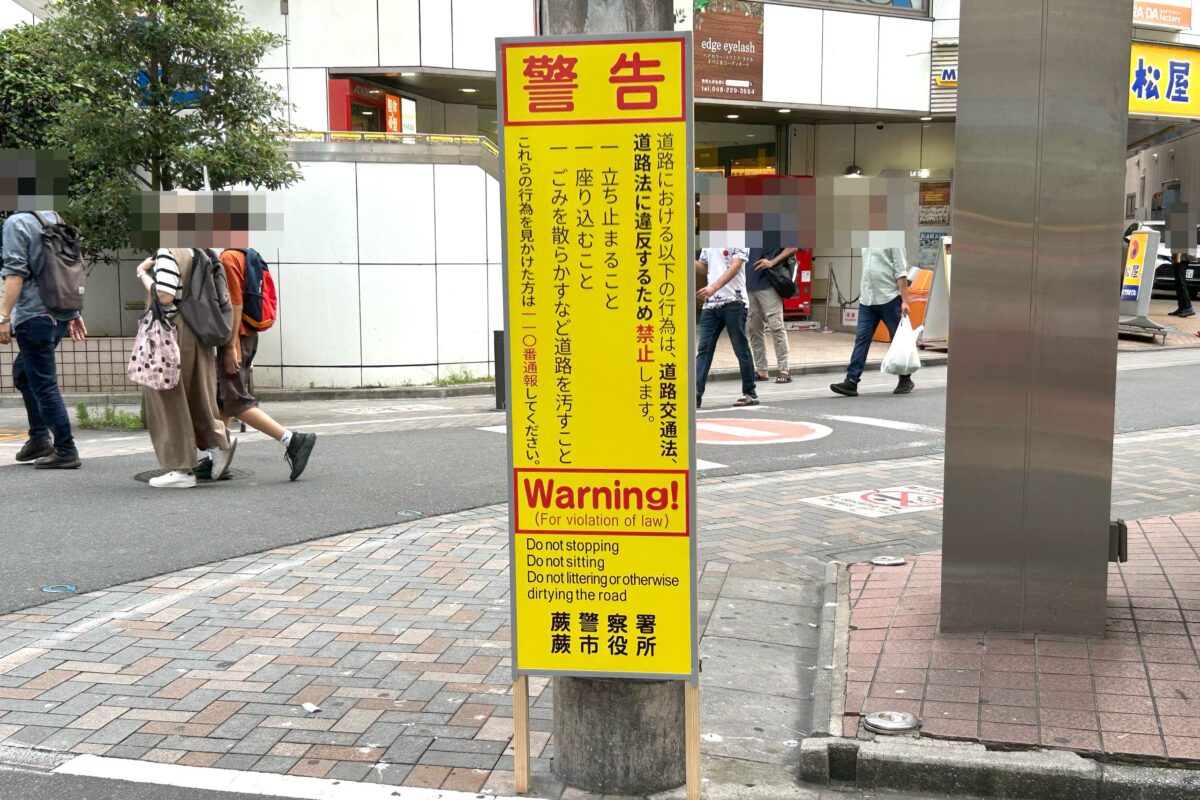 警告
道路における以下の行為は、道路交通法、
道路法に違反するため禁止します。
一 立ち止まること
一 座り込むこと
一 ごみを散らかすなど道路を汚すこと
これらの行為を見かけた方は一一〇番通報してください。
Warning!
(For violation of law)
Do not stopping
Do not sitting
Do not littering or otherwise
dirtying the road
蕨警察署
蕨市役所
edge eyelash
松屋
松屋